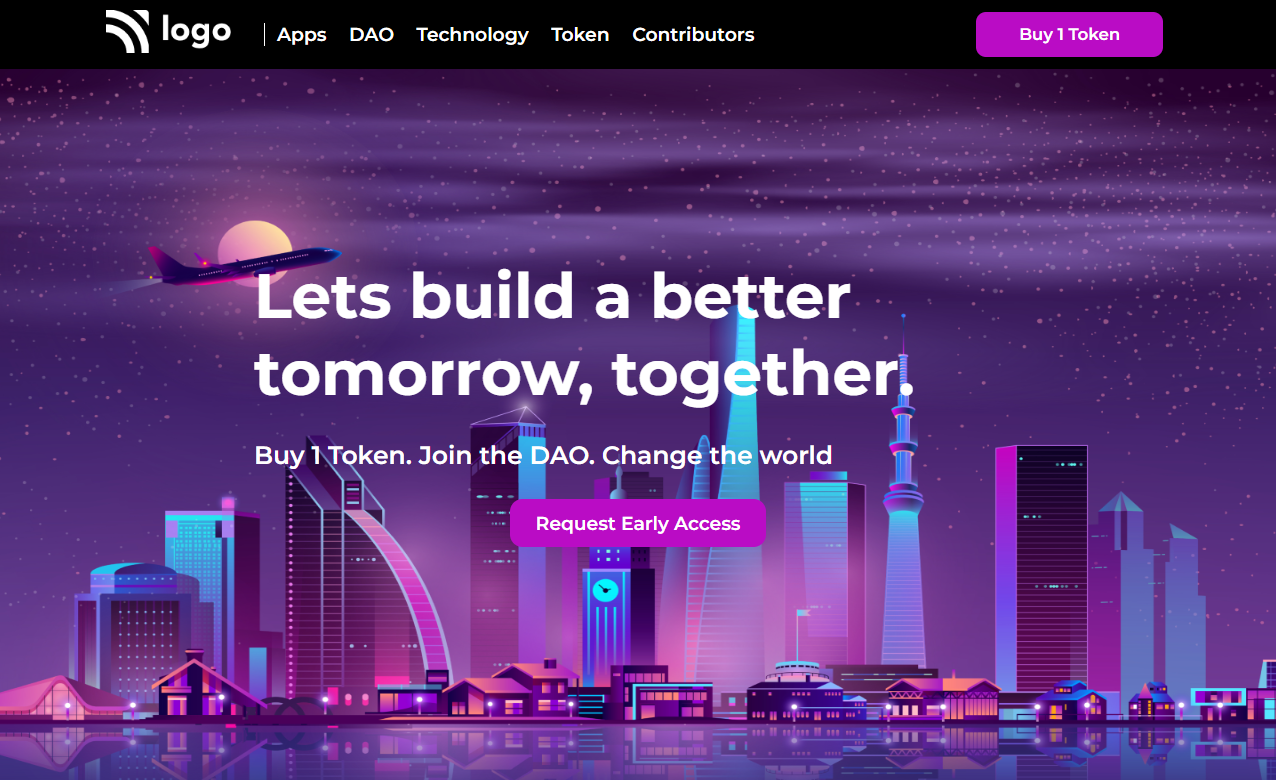 logo
Apps DAO Technology Token Contributors
Buy 1 Token
Lets build a better
tomorrow, together.
Buy 1 Token. Join the DAO. Change the world
Request Early Access